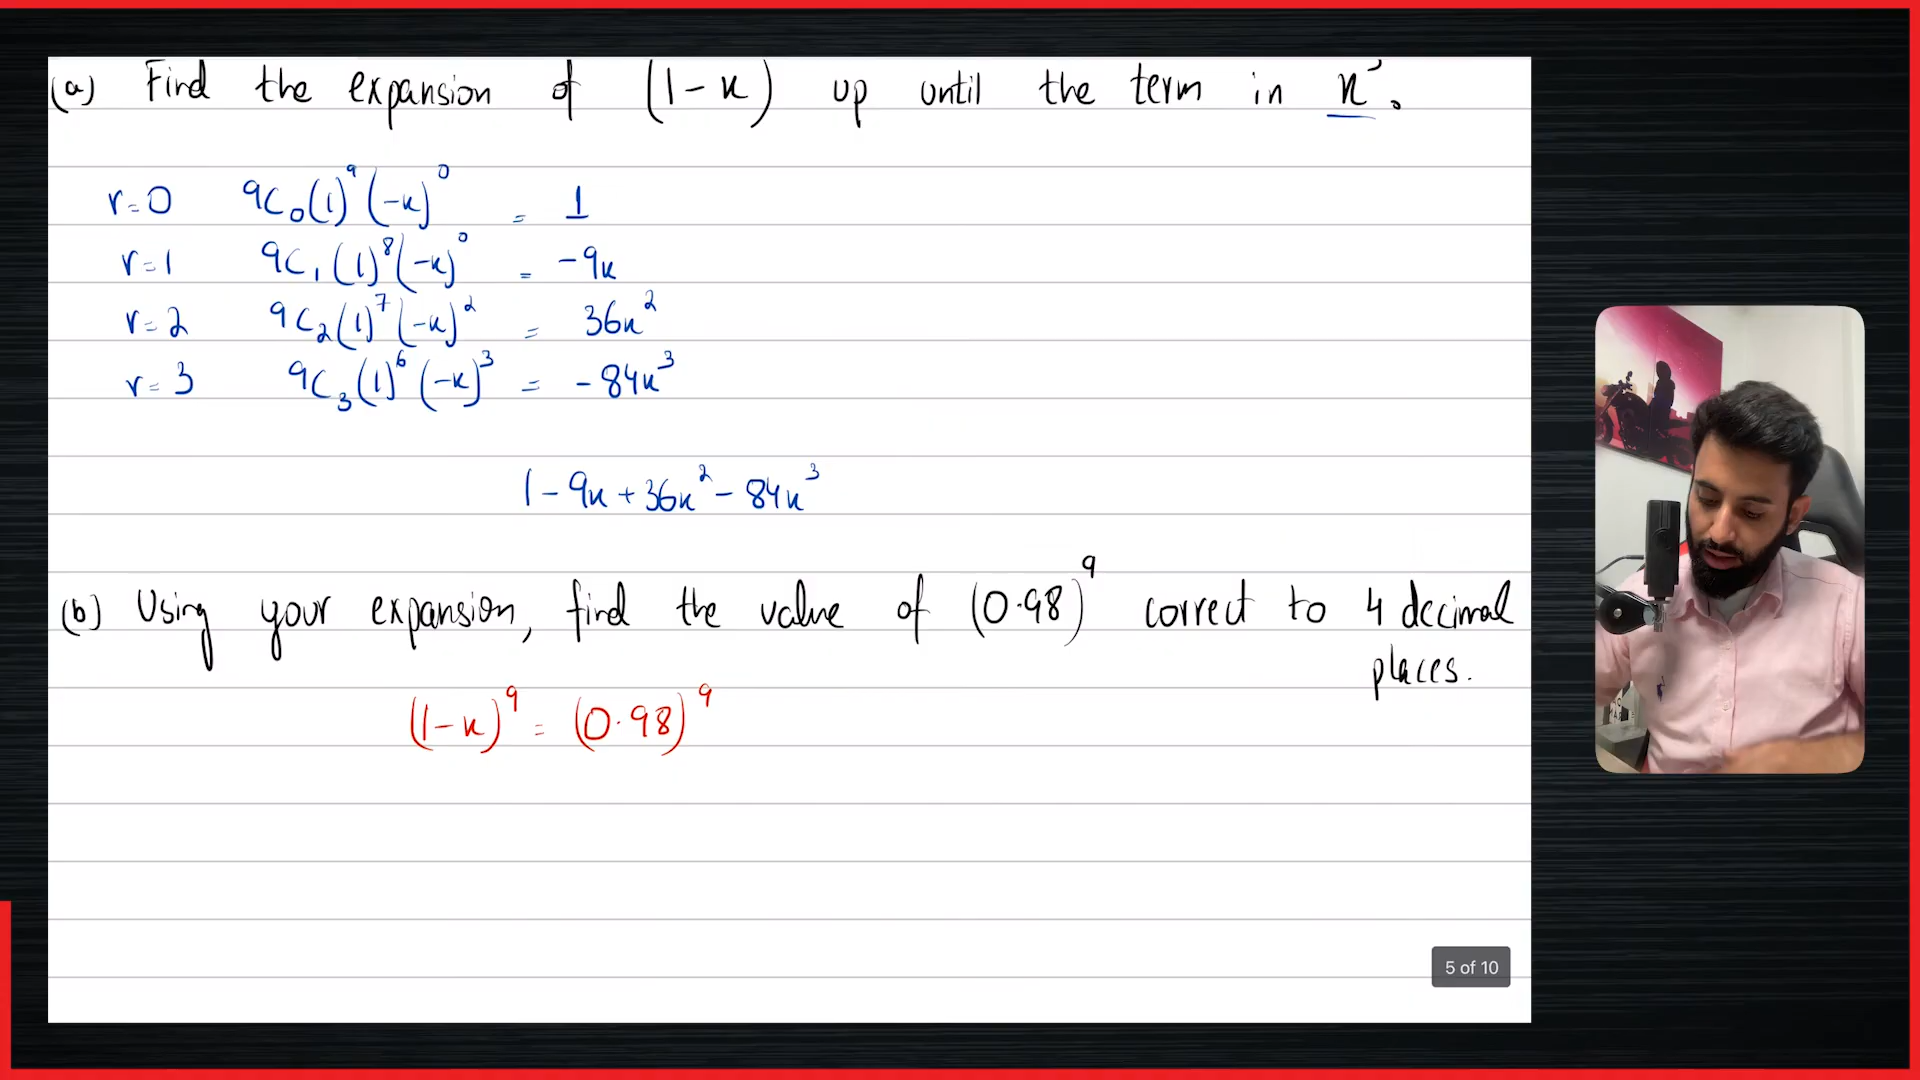 (a) Find the expansion of (1-x) up until the term in x³.
r=0 9C₀(1)⁹(-x)⁰ = 1
r=1 9C₁(1)⁸(-x)⁰ = -9x
r=2 9C₂(1)⁷(-x)² = 36x²
r=3 9C₃(1)⁶(-x)³ = -84x³
1-9x+36x²-84x³
(b) Using your expansion, find the value of (0.98)⁹ correct to 4 decimal
places.
(1-x)⁹ = (0.98)⁹
5 of 10